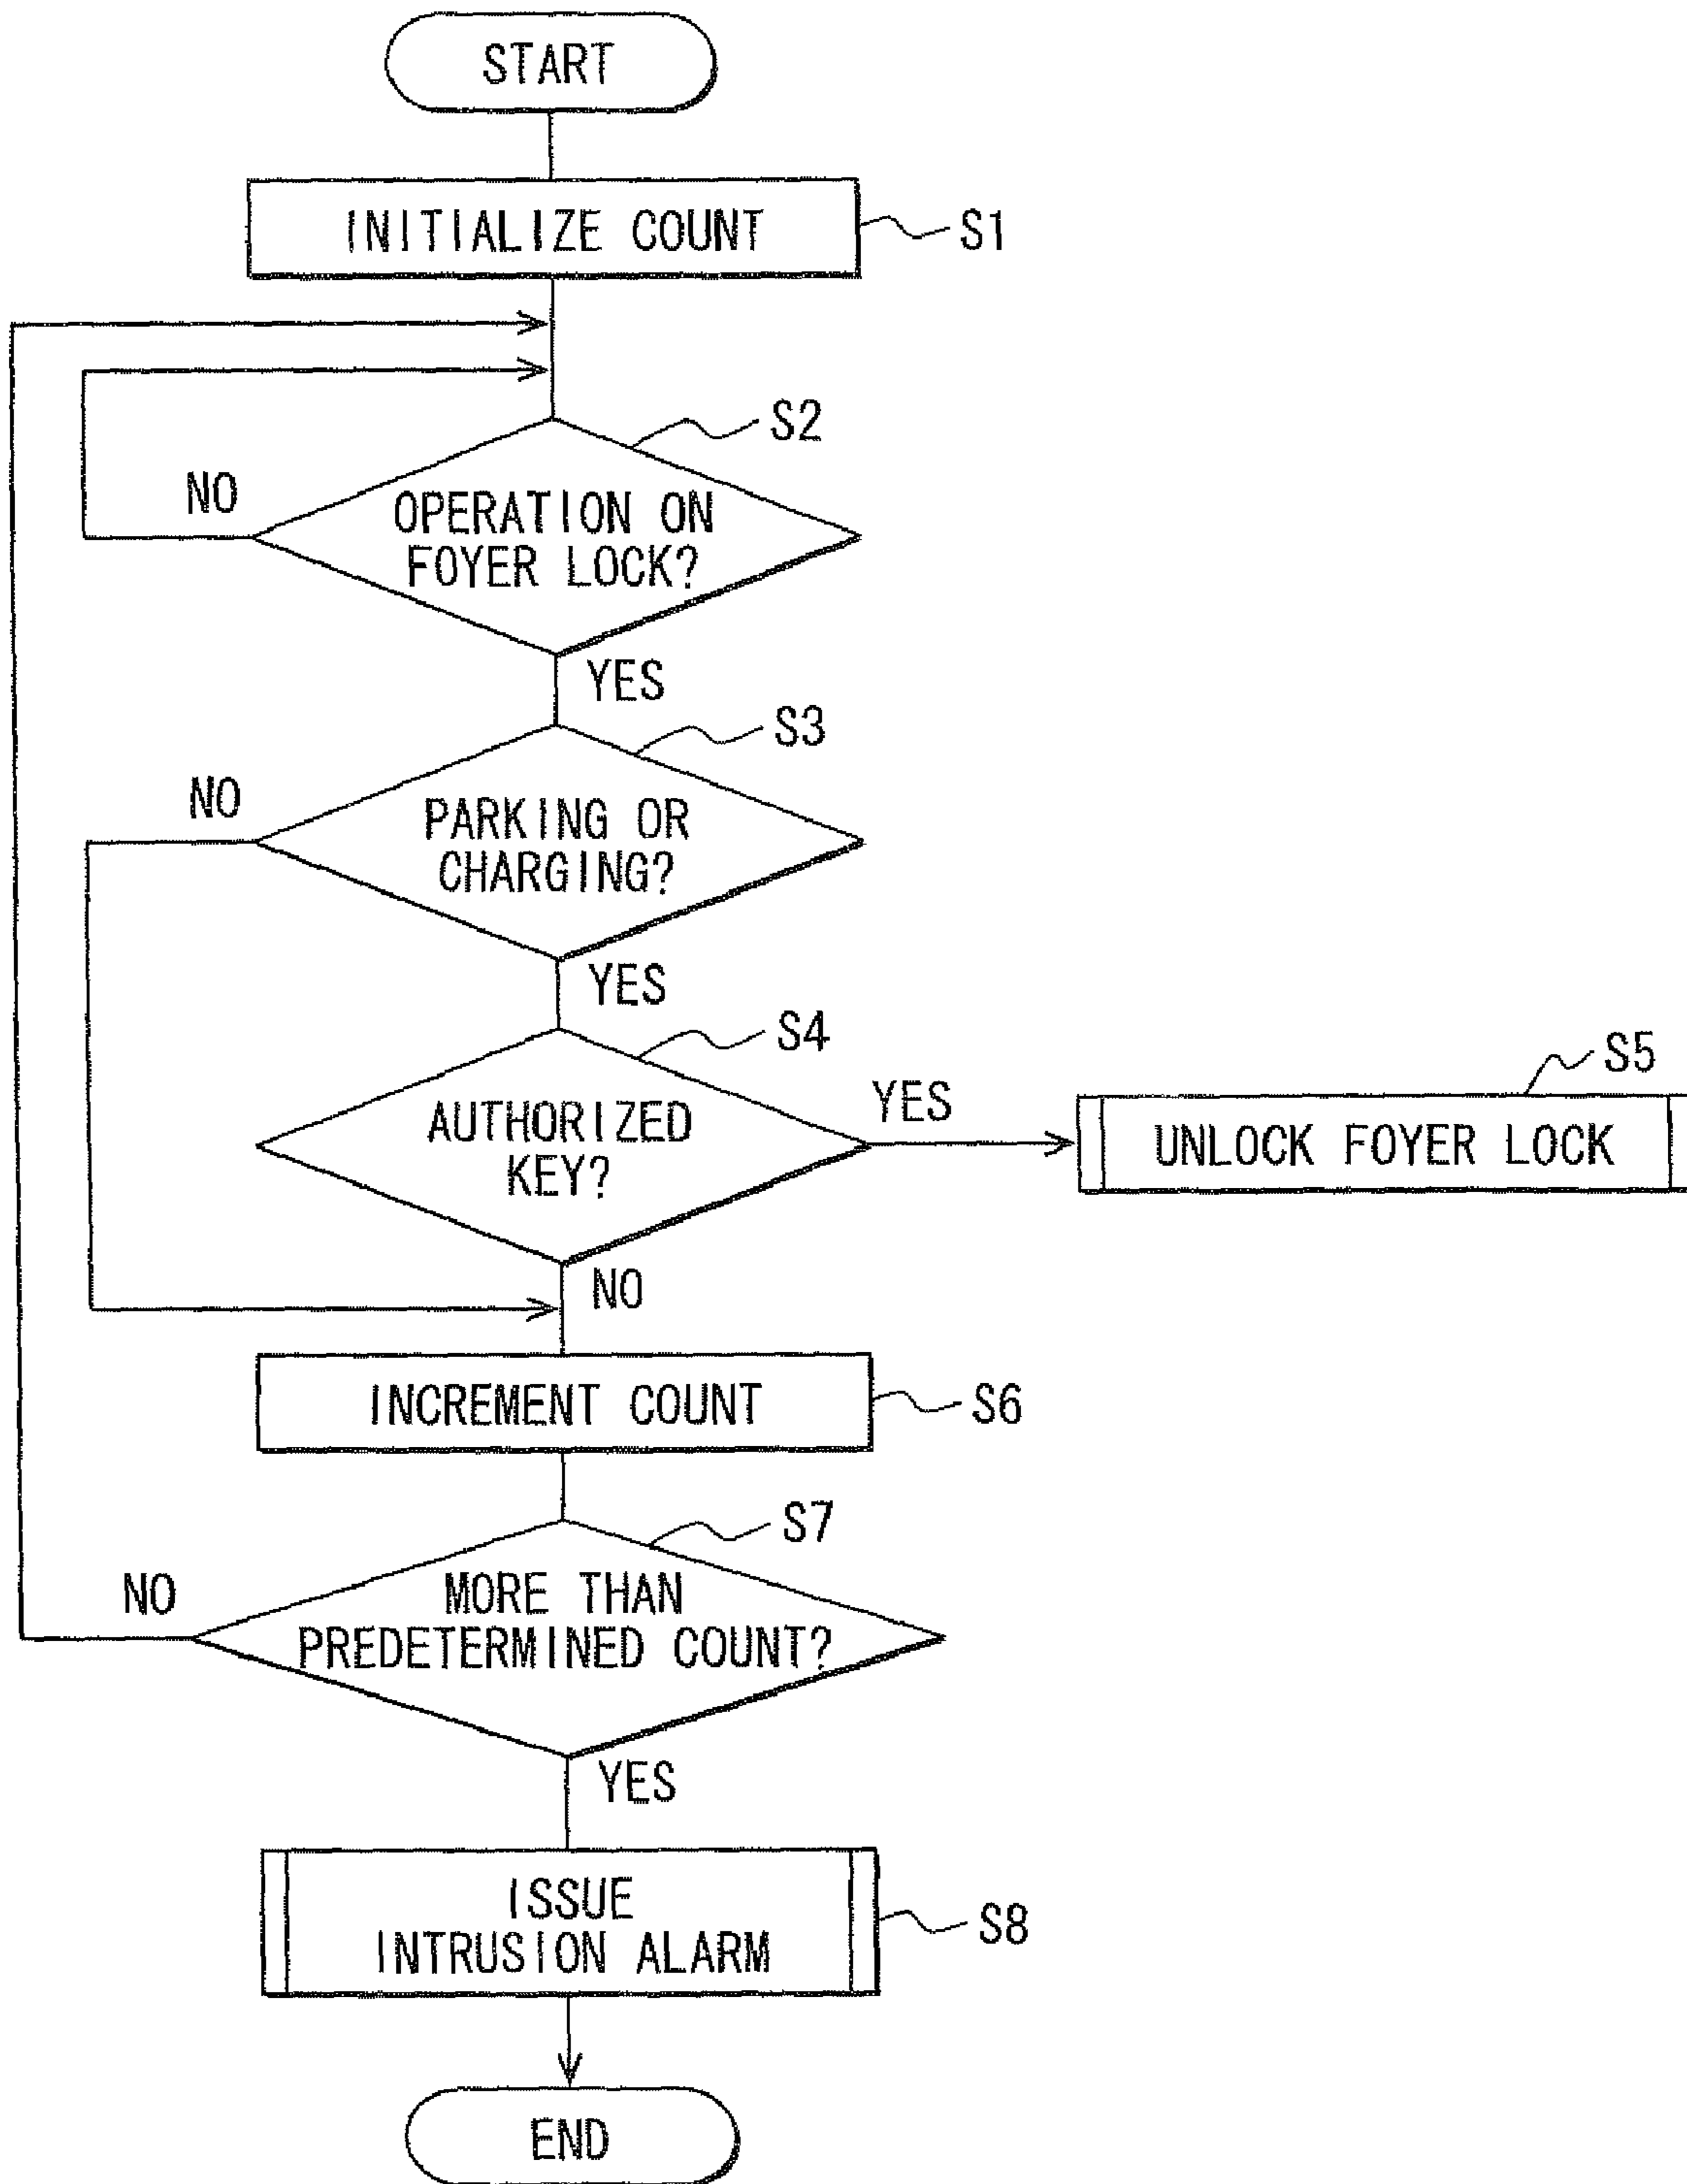 START
INITIALIZE COUNT
S1
S2
NO
OPERATION ON
FOYER LOCK?
YES
S3
NO
PARKING OR
CHARGING?
YES
S4
S5
AUTHORIZED
KEY?
YES
UNLOCK FOYER LOCK
NO
INCREMENT COUNT
S6
S7
NO
MORE THAN
PREDETERMINED COUNT?
YES
ISSUE
INTRUSION ALARM
S8
END